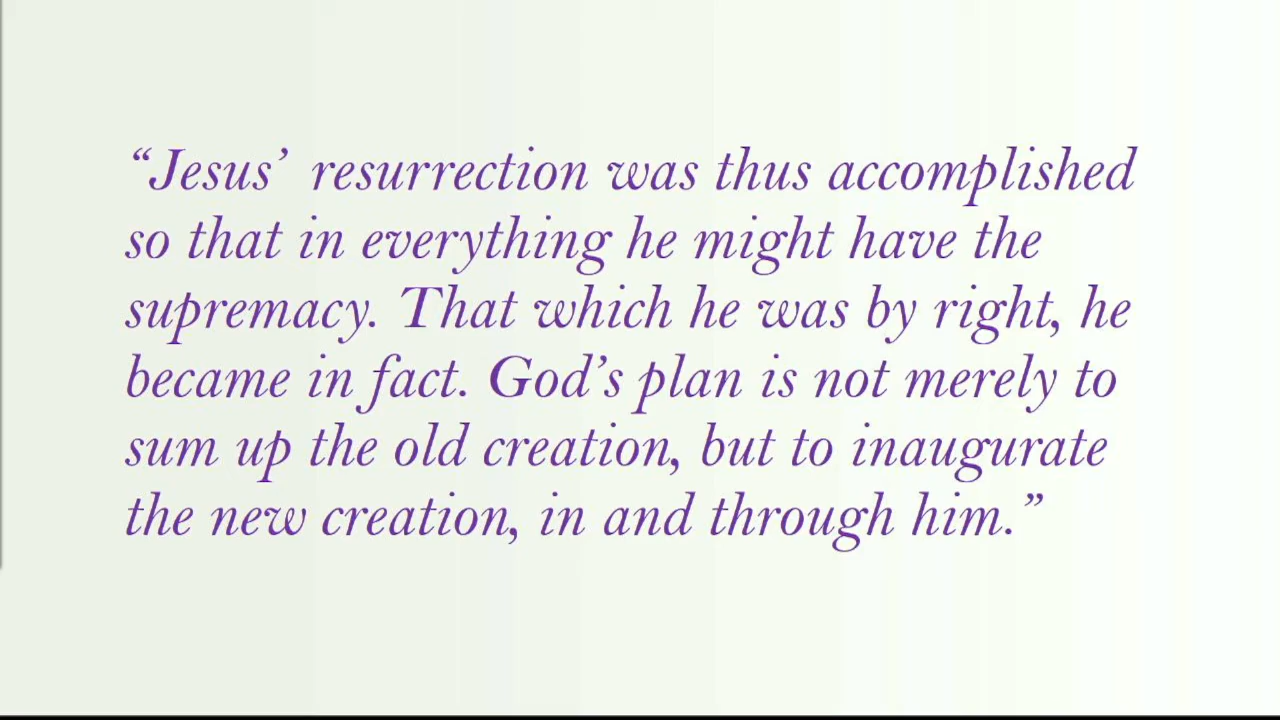 “Jesus’ resurrection was thus accomplished
so that in everything he might have the
supremacy. That which he was by right, he
became in fact. God’s plan is not merely to
sum up the old creation, but to inaugurate
the new creation, in and through him.”